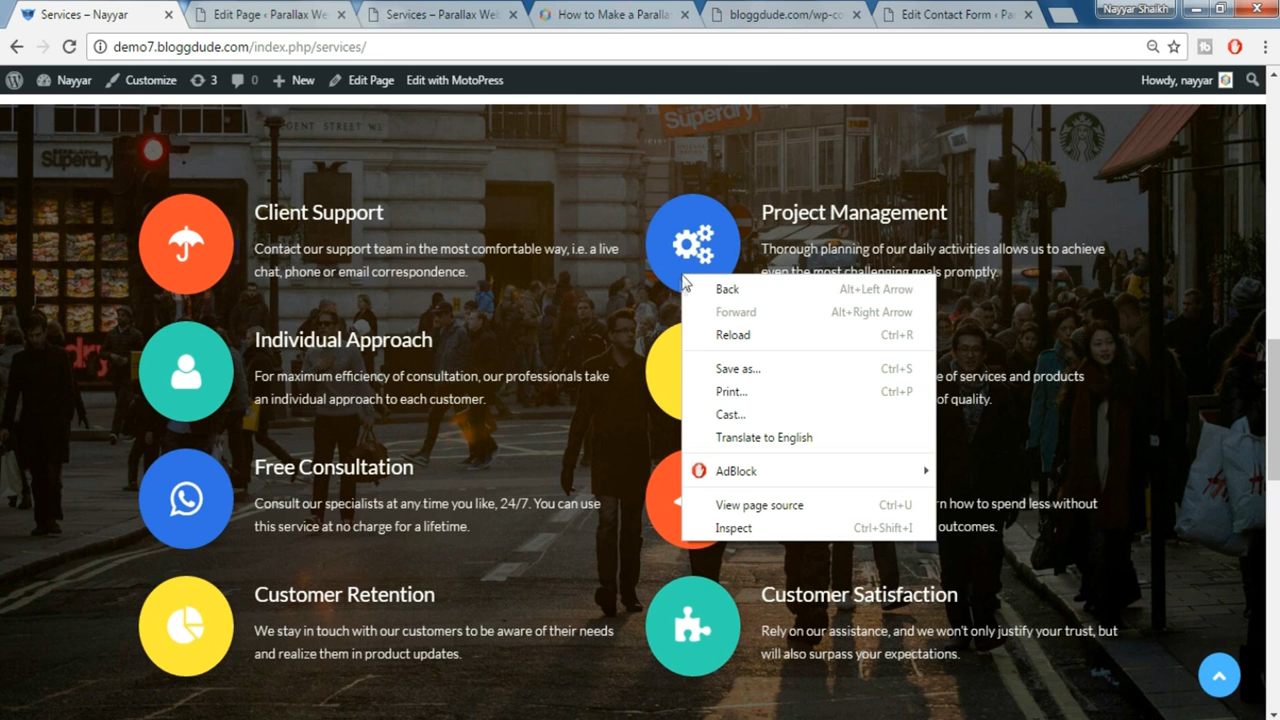 Services – Nayyar
Edit Page ‹ Parallax We
Services – Parallax Web
How to Make a Paralla
bloggdude.com/wp-co
Edit Contact Form ‹ Pa
Nayyar Shaikh
demo7.bloggdude.com/index.php/services/
Nayyar
Customize
3
0
New
Edit Page
Edit with MotoPress
Howdy, nayyar
Superdry
REGENT STREET W1
Superdry
Client Support
Contact our support team in the most comfortable way, i.e. a live
chat, phone or email correspondence.
Project Management
Thorough planning of our daily activities allows us to achieve
even the most challenging goals promptly.
Back Alt+Left Arrow
Forward Alt+Right Arrow
Reload Ctrl+R
Save as... Ctrl+S
Print... Ctrl+P
Cast...
Translate to English
AdBlock
View page source Ctrl+U
Inspect Ctrl+Shift+I
Individual Approach
For maximum efficiency of consultation, our professionals take
an individual approach to each customer.
e of services and products
of quality.
Free Consultation
Consult our specialists at any time you like, 24/7. You can use
this service at no charge for a lifetime.
n how to spend less without
outcomes.
Customer Retention
We stay in touch with our customers to be aware of their needs
and realize them in product updates.
Customer Satisfaction
Rely on our assistance, and we won't only justify your trust, but
will also surpass your expectations.